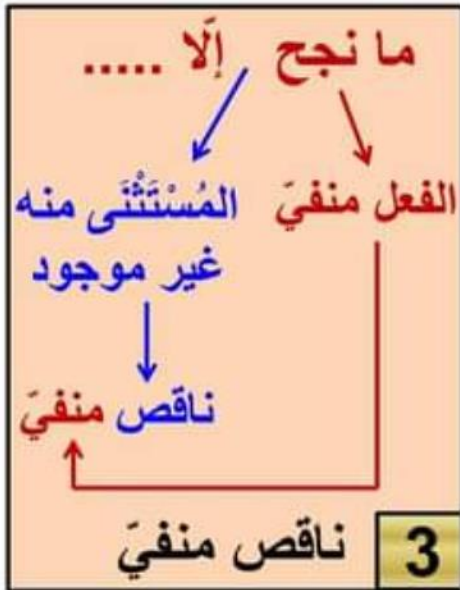 ما نجح إلّا .....
الفعل منفيّ
المُسْتَثْنَى منه
غير موجود
ناقص منفيّ
3 ناقص منفيّ